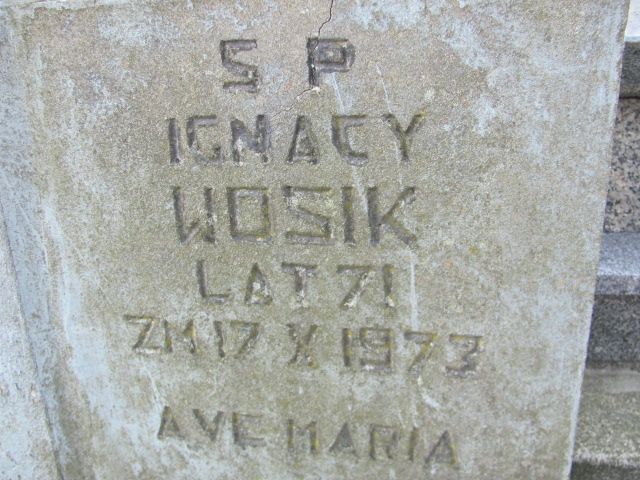 S P
IGNACY
WOSIK
LAT 71
ZM 17 X 1973
AVE MARIA